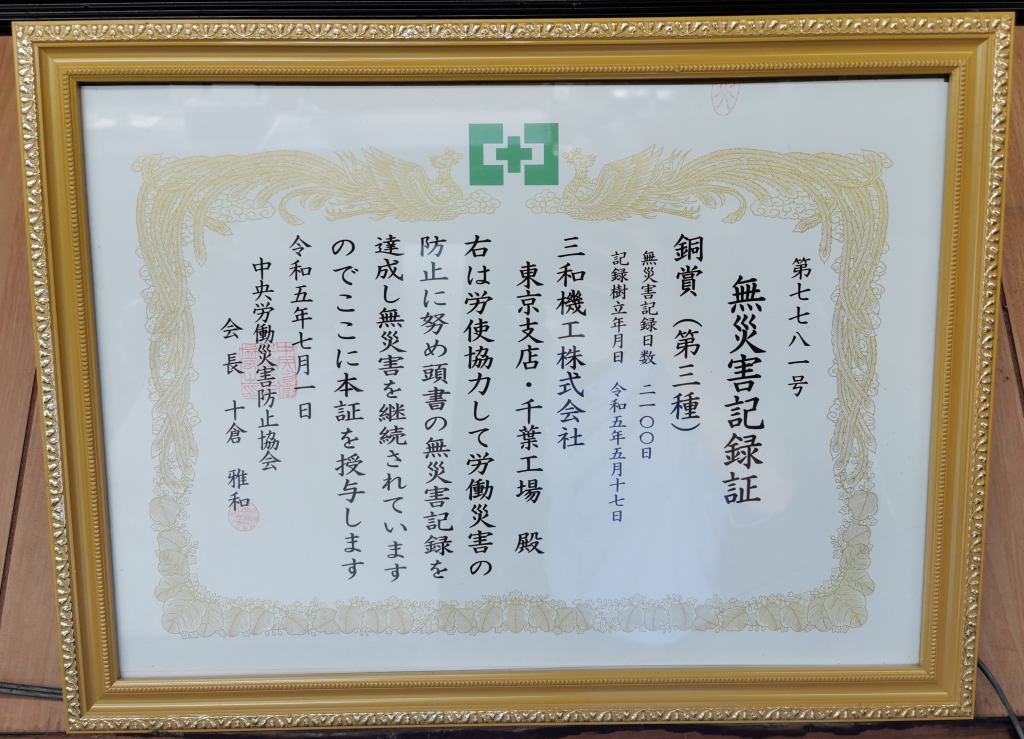 第七七八一号
無災害記録証
銅賞（第三種）
無災害記録日数 二一〇〇日
記録樹立年月日 令和五年五月十七日
三和機工株式会社
東京支店・千葉工場 殿
右は労使協力して労働災害の
防止に努め頭書の無災害記録を
達成し無災害を継続されています
のでここに本証を授与します
令和五年七月一日
中央労働災害防止協会
会長 十倉 雅和